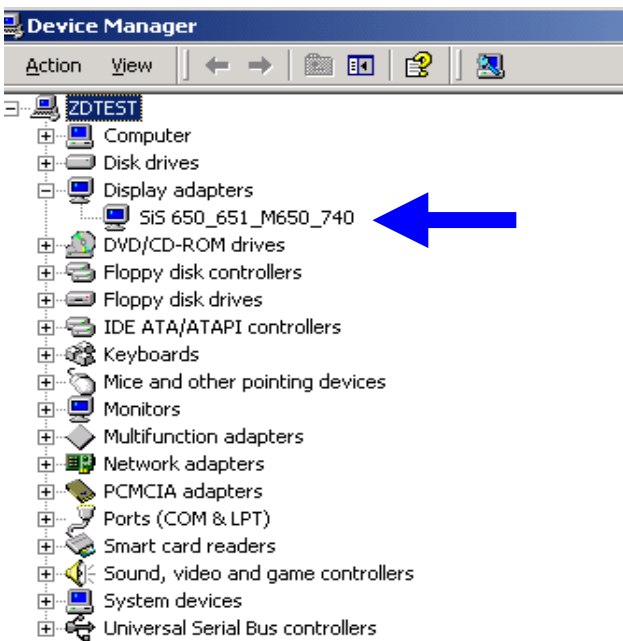 Device Manager
Action View
ZDTEST
Computer
Disk drives
Display adapters
SiS 650_651_M650_740
DVD/CD-ROM drives
Floppy disk controllers
Floppy disk drives
IDE ATA/ATAPI controllers
Keyboards
Mice and other pointing devices
Monitors
Multifunction adapters
Network adapters
PCMCIA adapters
Ports (COM & LPT)
Smart card readers
Sound, video and game controllers
System devices
Universal Serial Bus controllers